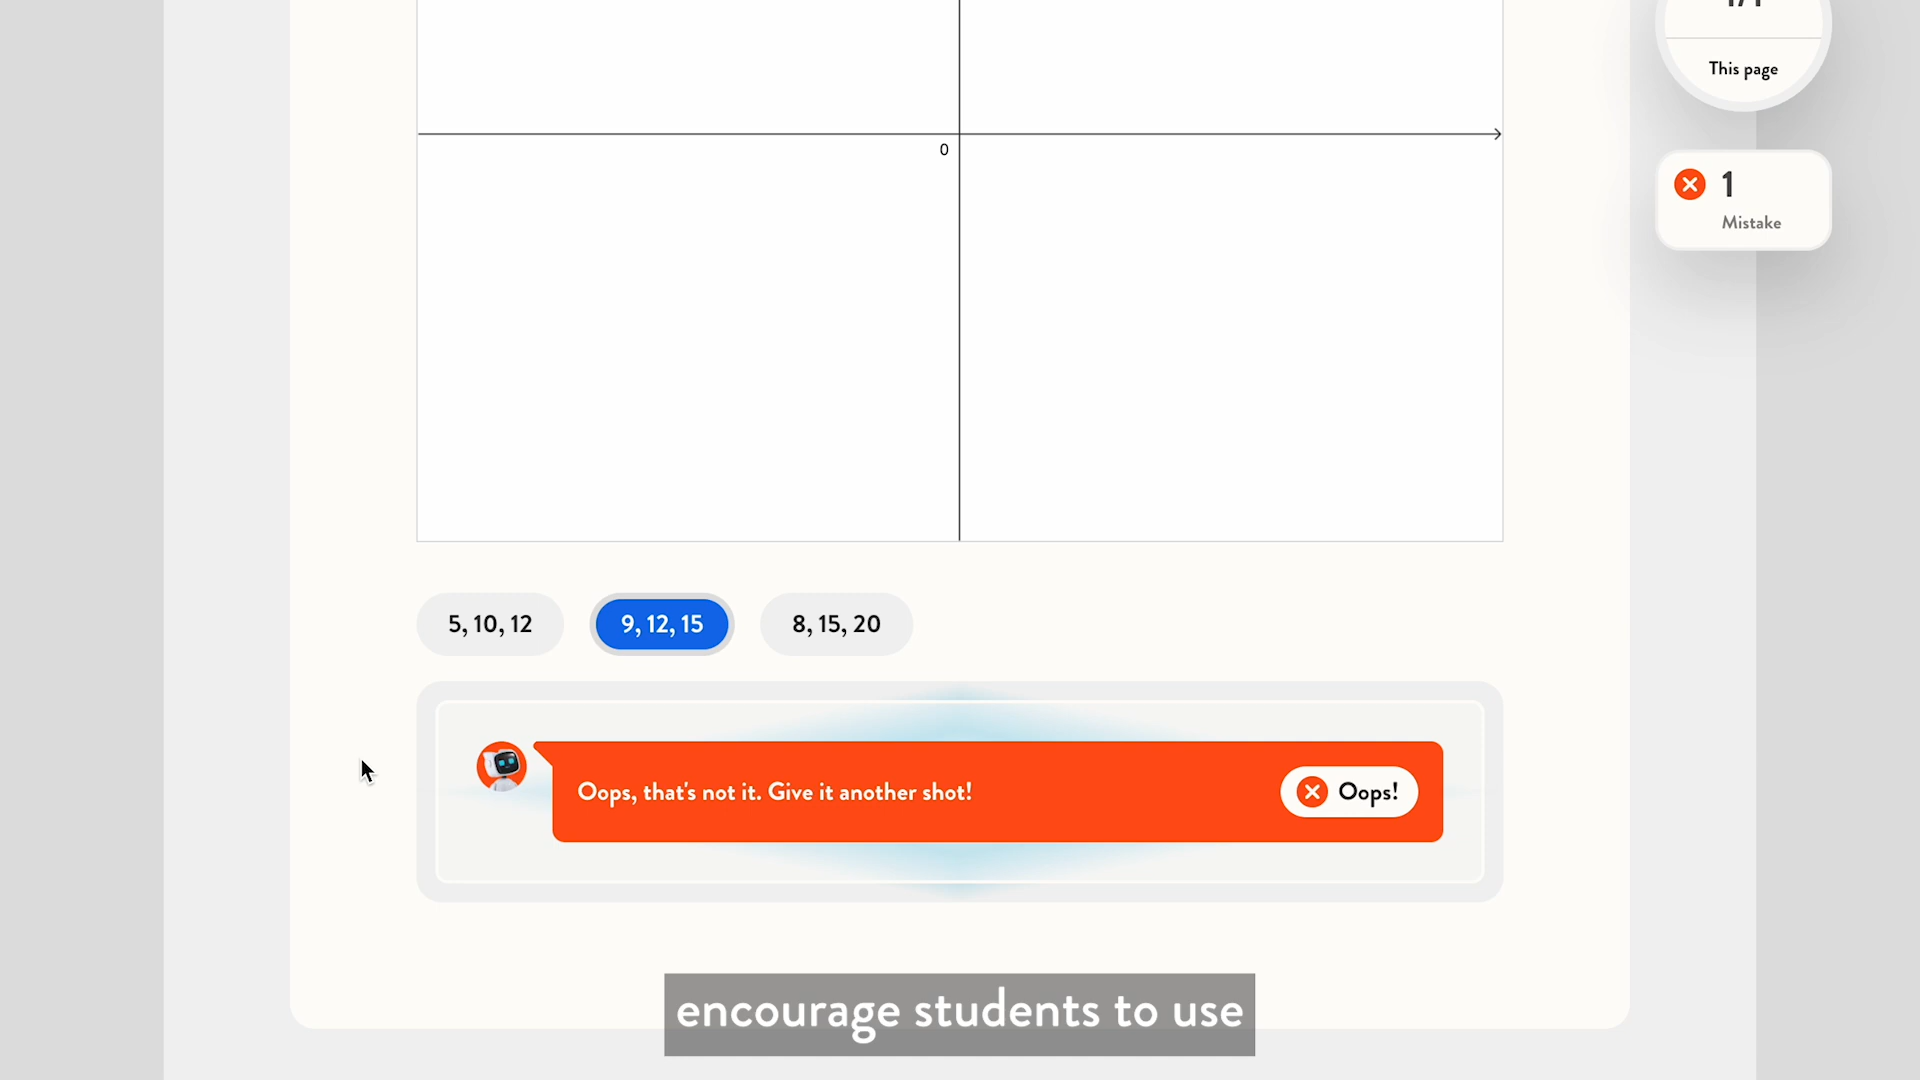 This page
0
1
Mistake
5, 10, 12
9, 12, 15
8, 15, 20
Oops, that's not it. Give it another shot!
Oops!
encourage students to use